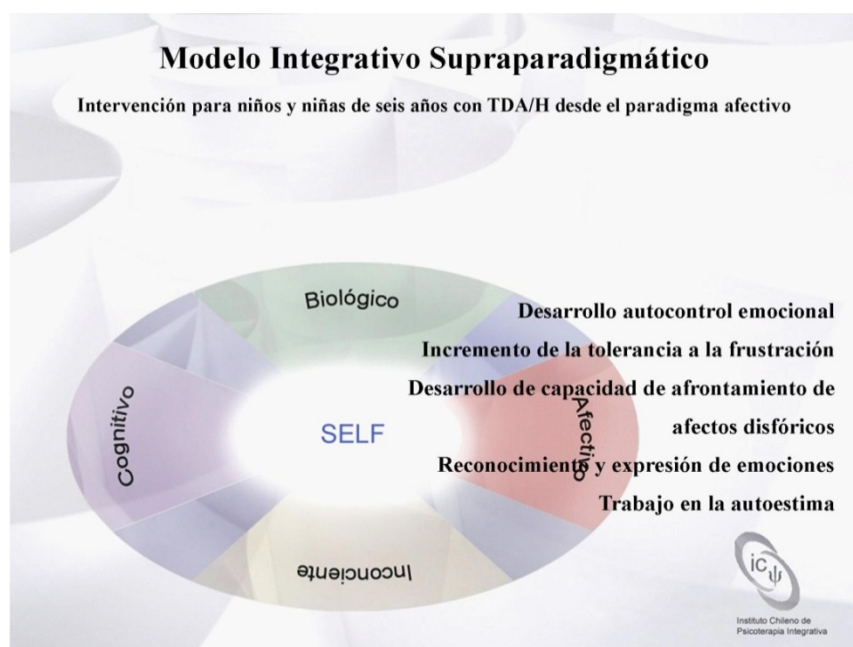 Modelo Integrativo Supraparadigmático
Intervención para niños y niñas de seis años con TDA/H desde el paradigma afectivo
Biológico
Desarrollo autocontrol emocional
Incremento de la tolerancia a la frustración
Desarrollo de capacidad de afrontamiento de
afectos disfóricos
Reconocimiento y expresión de emociones
Trabajo en la autoestima
Afectivo
Cognitivo
SELF
Inconciente
ic ψ
Instituto Chileno de
Psicoterapia Integrativa